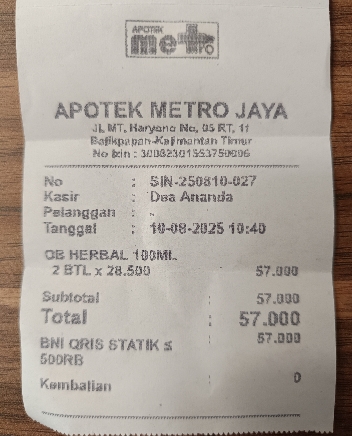 APOTEK
metro
APOTEK METRO JAYA
Jl. MT. Haryono No. 05 RT. 11
Balikpapan-Kalimantan Timur
No Izin : 30082301553750006
No : SIN-250810-027
Kasir : Dea Ananda
Pelanggan : -
Tanggal : 10-08-2025 10:40
OB HERBAL 100ML
2 BTL x 28.500 57.000
Subtotal : 57.000
Total : 57.000
BNI QRIS STATIK ≤ : 57.000
500RB
Kembalian : 0